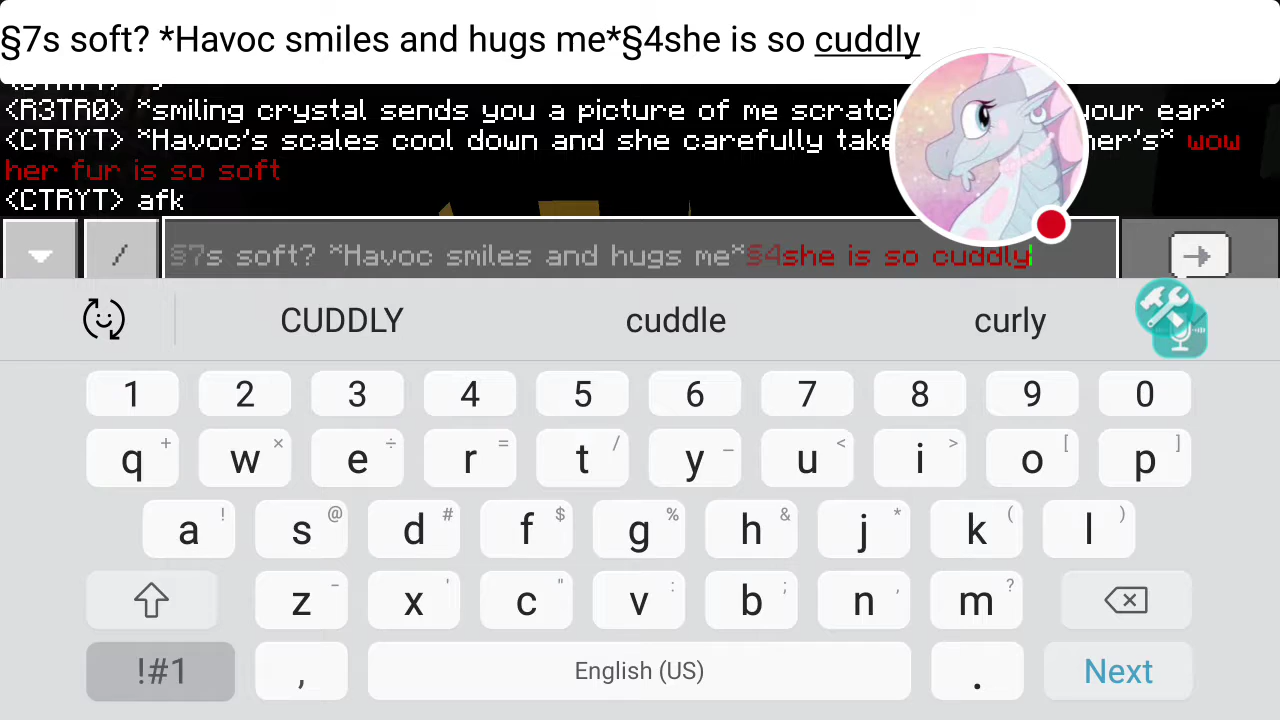 §7s soft? *Havoc smiles and hugs me*§4she is so cuddly
<R3TR0> *smiling crystal sends you a picture of me scratch your ear*
<CTRYT> *Havoc's scales cool down and she carefully take her's* wow
her fur is so soft
<CTRYT> afk
/ §7s soft? *Havoc smiles and hugs me*§4she is so cuddly
CUDDLY cuddle curly
1 2 3 4 5 6 7 8 9 0
q + w × e ÷ r = t / y _ u < i > o [ p ]
a ! s @ d # f $ g % h & j * k ( l )
z - x ' c " v : b ; n , m ?
!#1 , English (US) . Next